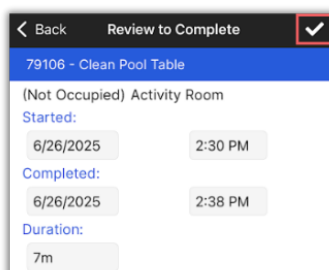 Back Review to Complete
79106 - Clean Pool Table
(Not Occupied) Activity Room
Started:
6/26/2025 2:30 PM
Completed:
6/26/2025 2:38 PM
Duration:
7m